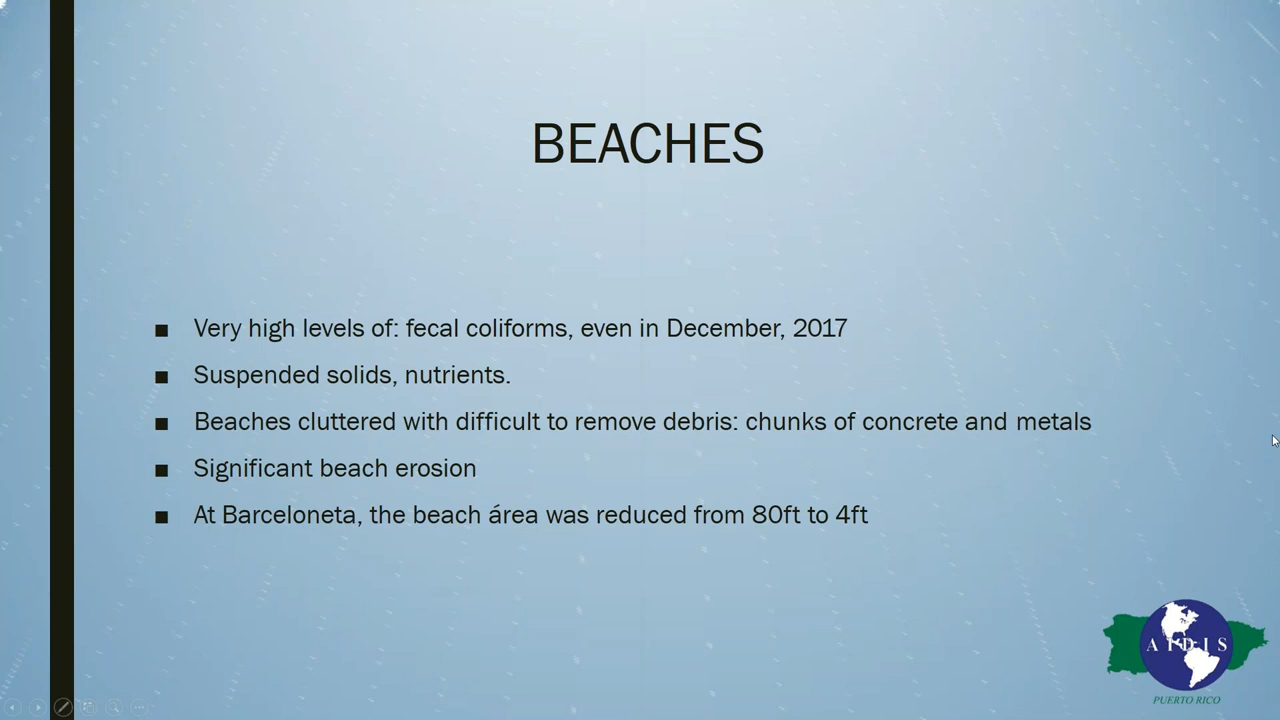 BEACHES
■ Very high levels of: fecal coliforms, even in December, 2017
■ Suspended solids, nutrients.
■ Beaches cluttered with difficult to remove debris: chunks of concrete and metals
■ Significant beach erosion
■ At Barceloneta, the beach área was reduced from 80ft to 4ft
AIDIS
PUERTO RICO